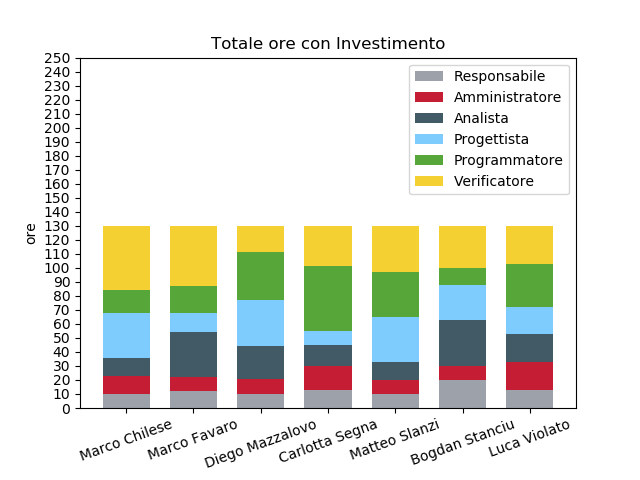 Totale ore con Investimento
250
240
230
220
210
200
190
180
170
160
150
140
130
120
110
100
90
80
70
60
50
40
30
20
10
0
ore
Responsabile
Amministratore
Analista
Progettista
Programmatore
Verificatore
Marco Chilese
Marco Favaro
Diego Mazzalovo
Carlotta Segna
Matteo Slanzi
Bogdan Stanciu
Luca Violato